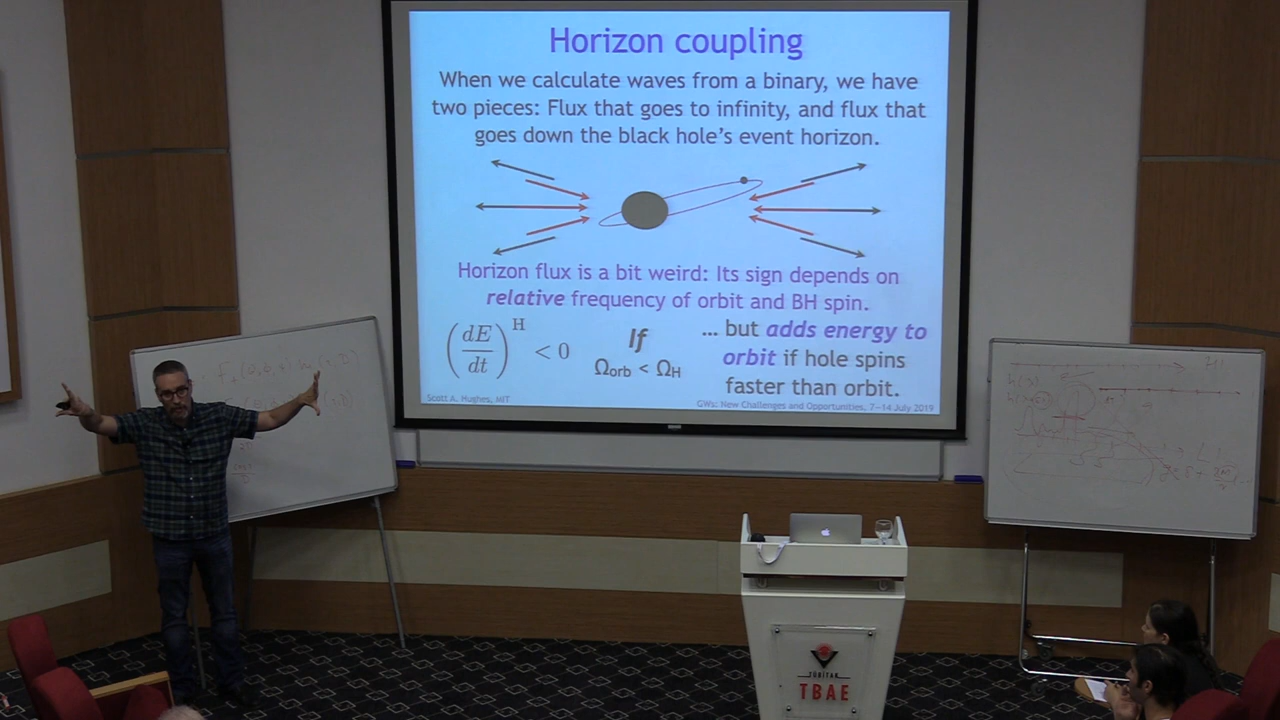 Horizon coupling
When we calculate waves from a binary, we have
two pieces: Flux that goes to infinity, and flux that
goes down the black hole's event horizon.
Horizon flux is a bit weird: Its sign depends on
relative frequency of orbit and BH spin.
(dE/dt)^H < 0
If
Ω_orb < Ω_H
... but adds energy to
orbit if hole spins
faster than orbit.
Scott A. Hughes, MIT
GWs: New Challenges and Opportunities, 7−14 July 2019
TÜBİTAK
TBAE